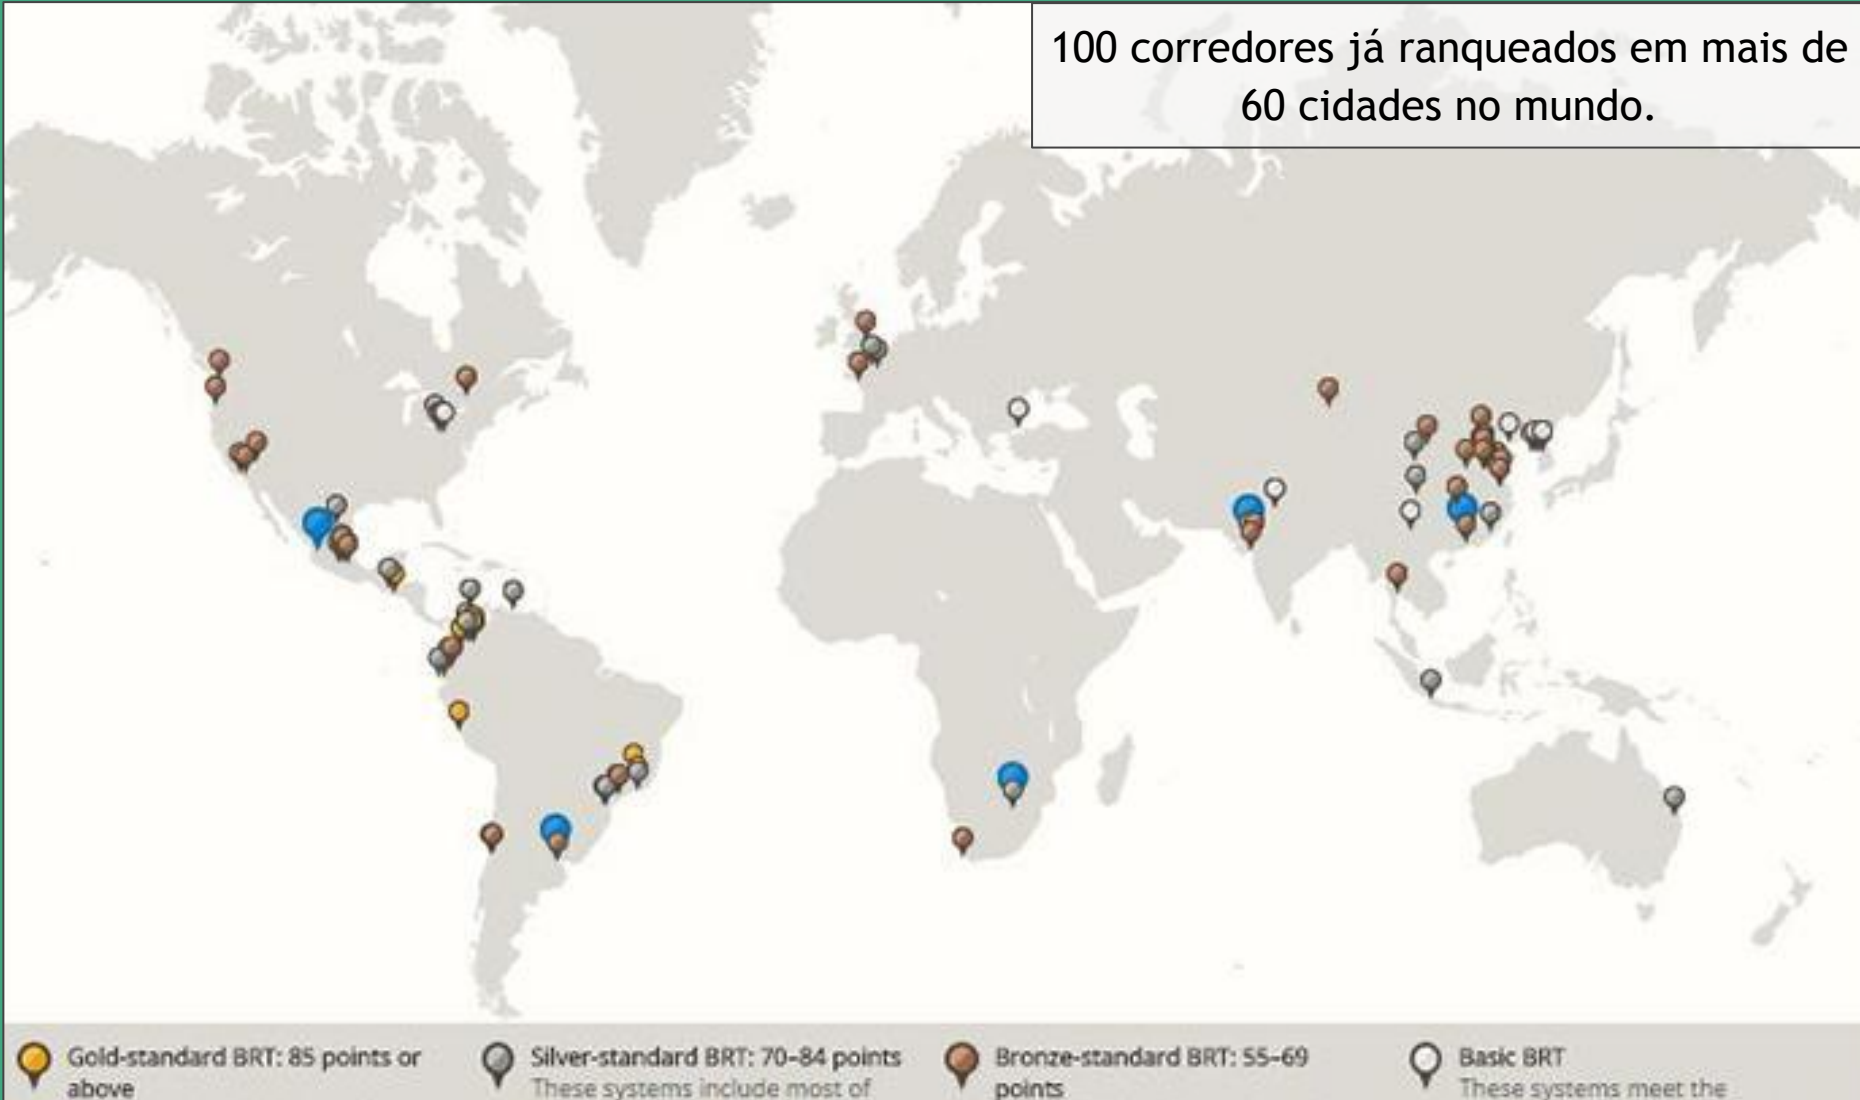 100 corredores já ranqueados em mais de
60 cidades no mundo.
Gold-standard BRT: 85 points or
above
Silver-standard BRT: 70–84 points
These systems include most of
Bronze-standard BRT: 55–69
points
Basic BRT
These systems meet the